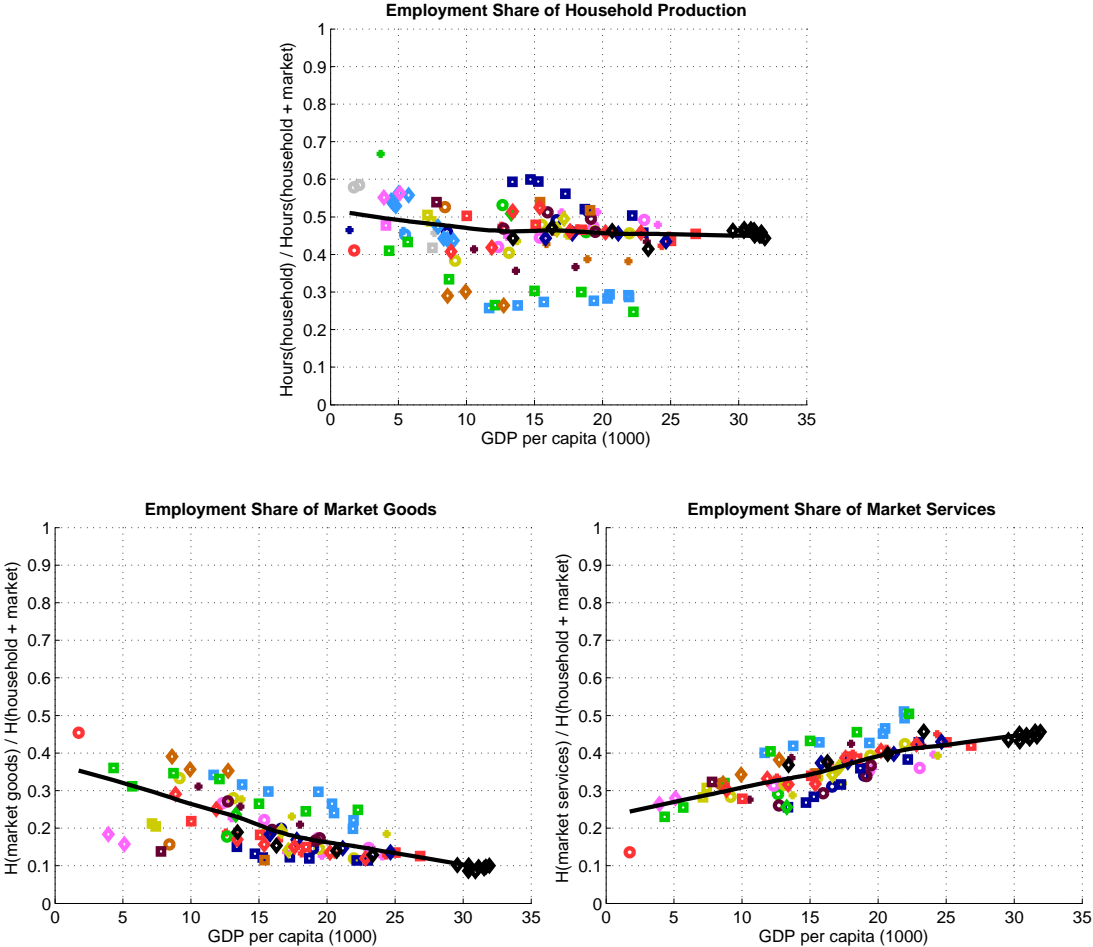 Employment Share of Household Production
Hours(household) / Hours(household + market)
1
0.9
0.8
0.7
0.6
0.5
0.4
0.3
0.2
0.1
0
0 5 10 15 20 25 30 35
GDP per capita (1000)
Employment Share of Market Goods
H(market goods) / H(household + market)
1
0.9
0.8
0.7
0.6
0.5
0.4
0.3
0.2
0.1
0
0 5 10 15 20 25 30 35
GDP per capita (1000)
Employment Share of Market Services
H(market services) / H(household + market)
1
0.9
0.8
0.7
0.6
0.5
0.4
0.3
0.2
0.1
0
0 5 10 15 20 25 30 35
GDP per capita (1000)